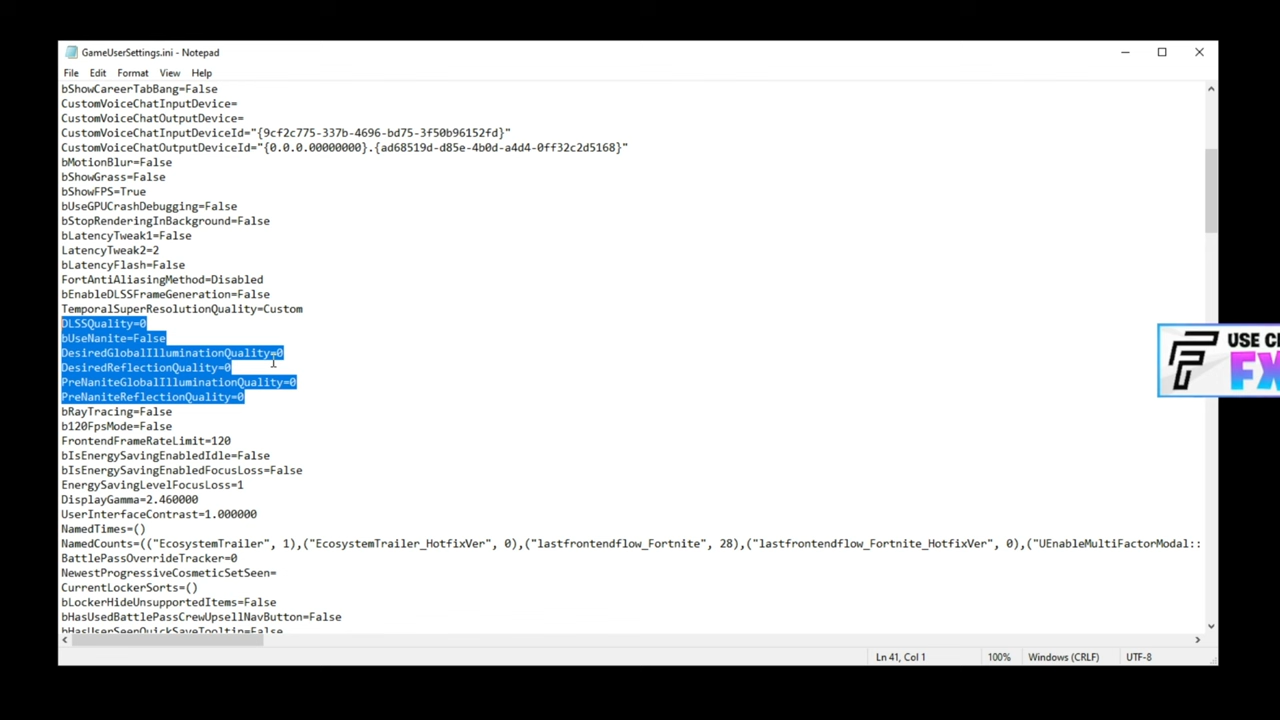 GameUserSettings.ini - Notepad
File Edit Format View Help
bShowCareerTabBang=False
CustomVoiceChatInputDevice=
CustomVoiceChatOutputDevice=
CustomVoiceChatInputDeviceId="{9cf2c775-337b-4696-bd75-3f50b96152fd}"
CustomVoiceChatOutputDeviceId="{0.0.0.00000000}.{ad68519d-d85e-4b0d-a4d4-0ff32c2d5168}"
bMotionBlur=False
bShowGrass=False
bShowFPS=True
bUseGPUCrashDebugging=False
bStopRenderingInBackground=False
bLatencyTweak1=False
LatencyTweak2=2
bLatencyFlash=False
FortAntiAliasingMethod=Disabled
bEnableDLSSFrameGeneration=False
TemporalSuperResolutionQuality=Custom
DLSSQuality=0
bUseNanite=False
DesiredGlobalIlluminationQuality=0
DesiredReflectionQuality=0
PreNaniteGlobalIlluminationQuality=0
PreNaniteReflectionQuality=0
bRayTracing=False
b120FpsMode=False
FrontendFrameRateLimit=120
bIsEnergySavingEnabledIdle=False
bIsEnergySavingEnabledFocusLoss=False
EnergySavingLevelFocusLoss=1
DisplayGamma=2.460000
UserInterfaceContrast=1.000000
NamedTimes=()
NamedCounts=(("EcosystemTrailer", 1),("EcosystemTrailer_HotfixVer", 0),("lastfrontendflow_Fortnite", 28),("lastfrontendflow_Fortnite_HotfixVer", 0),("UEnableMultiFactorModal::
BattlePassOverrideTracker=0
NewestProgressiveCosmeticSetSeen=
CurrentLockerSorts=()
bLockerHideUnsupportedItems=False
bHasUsedBattlePassCrewUpsellNavButton=False
bHasUserSeenQuickSaveTooltip=False
Ln 41, Col 1 100% Windows (CRLF) UTF-8
USE C
FX